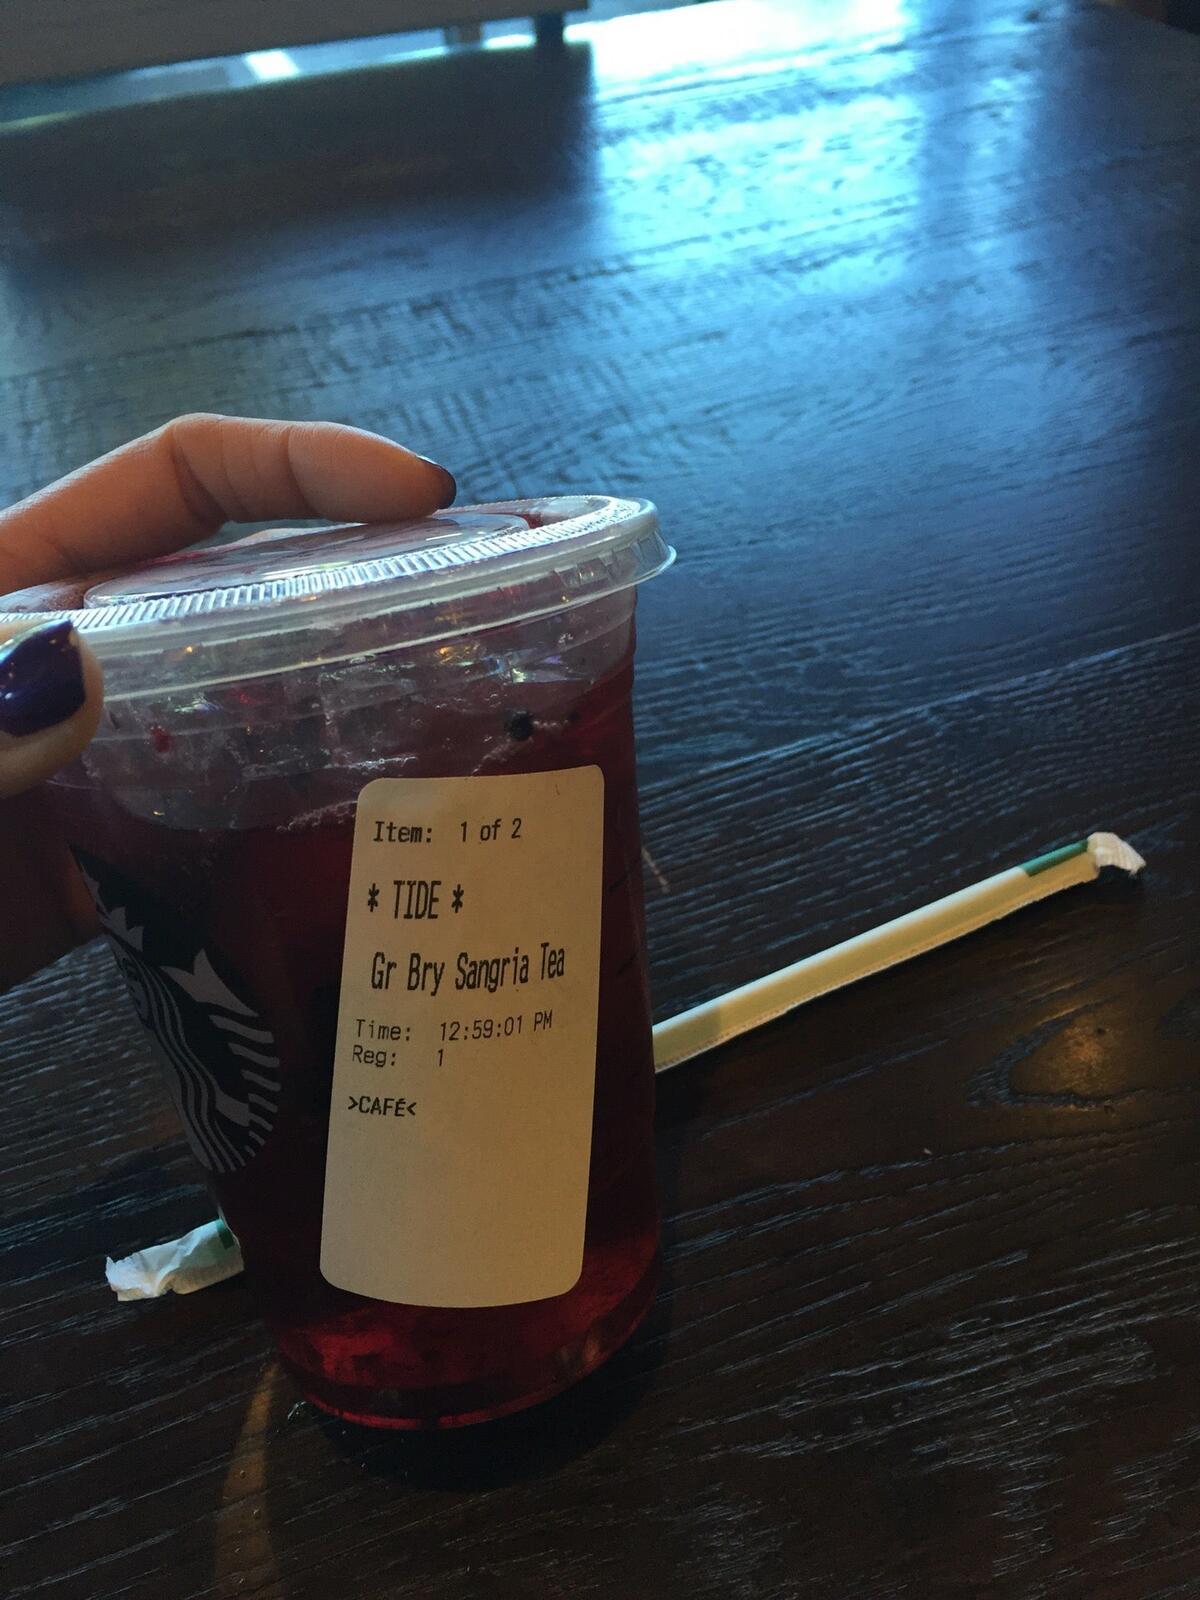 Item: 1 of 2
* TIDE *
Gr Bry Sangria Tea
Time: 12:59:01 PM
Reg: 1
>CAFÉ<